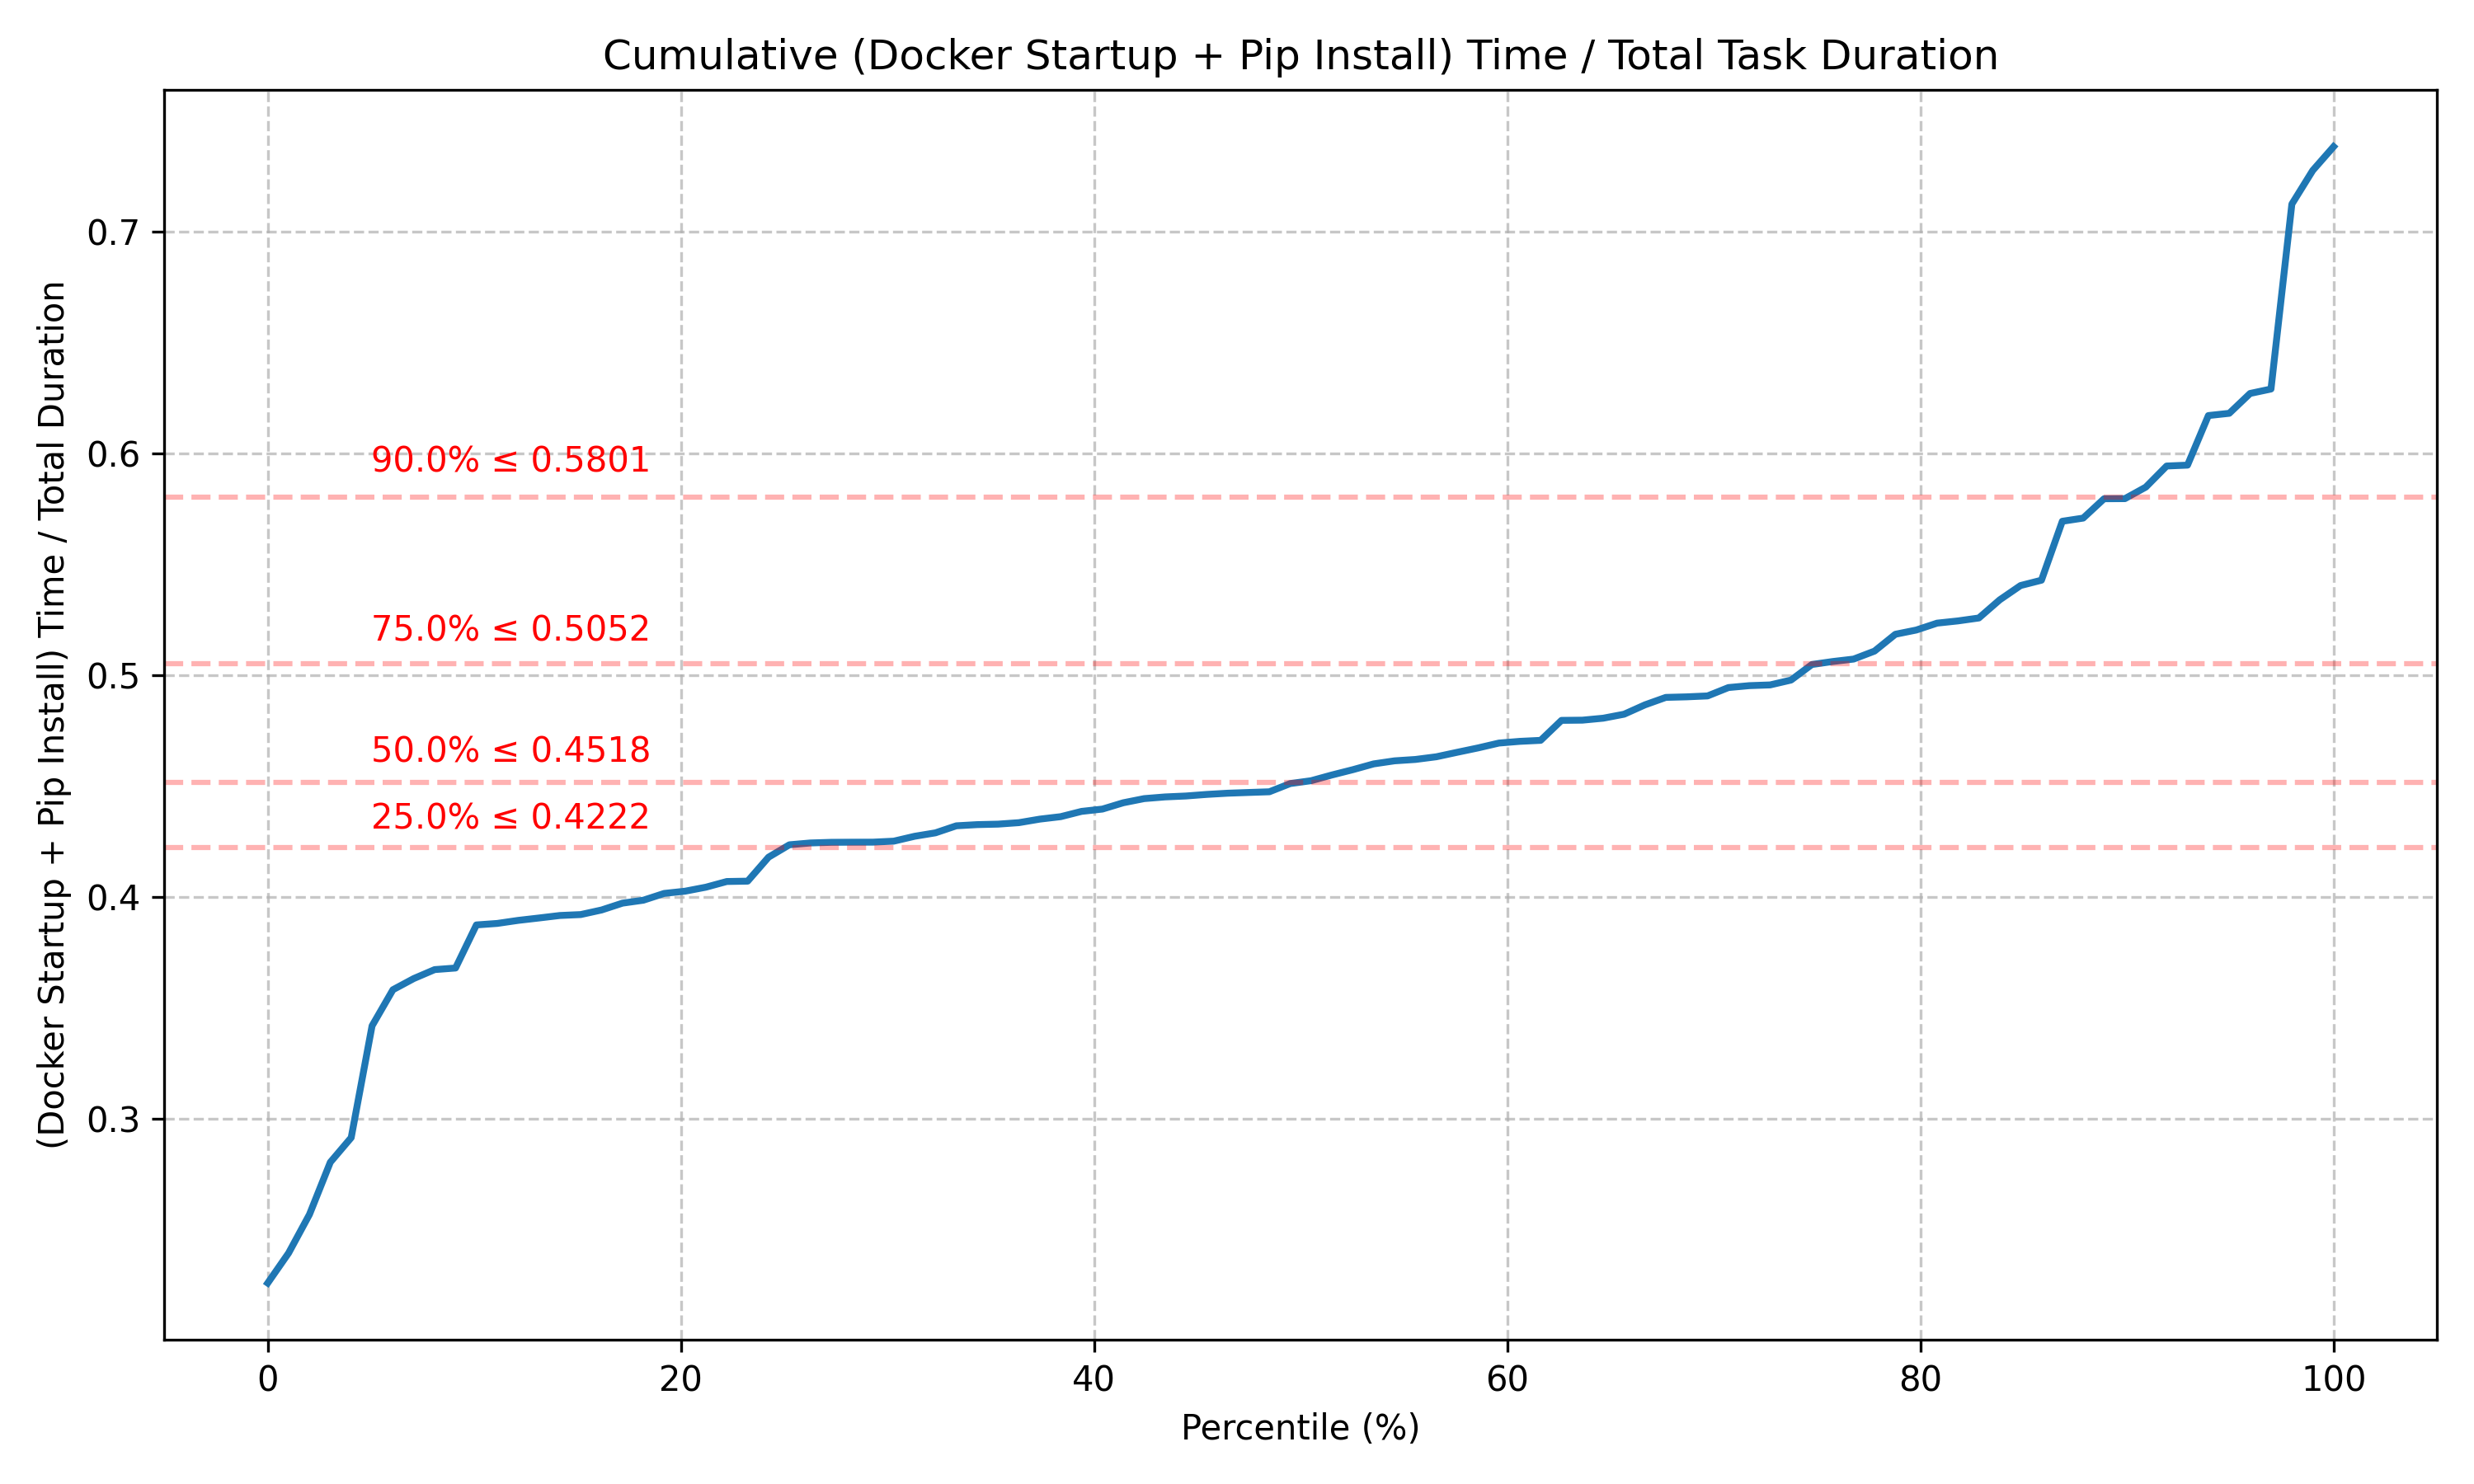 Cumulative (Docker Startup + Pip Install) Time / Total Task Duration
(Docker Startup + Pip Install) Time / Total Duration
0.7
0.6
0.5
0.4
0.3
90.0% ≤ 0.5801
75.0% ≤ 0.5052
50.0% ≤ 0.4518
25.0% ≤ 0.4222
0 20 40 60 80 100
Percentile (%)